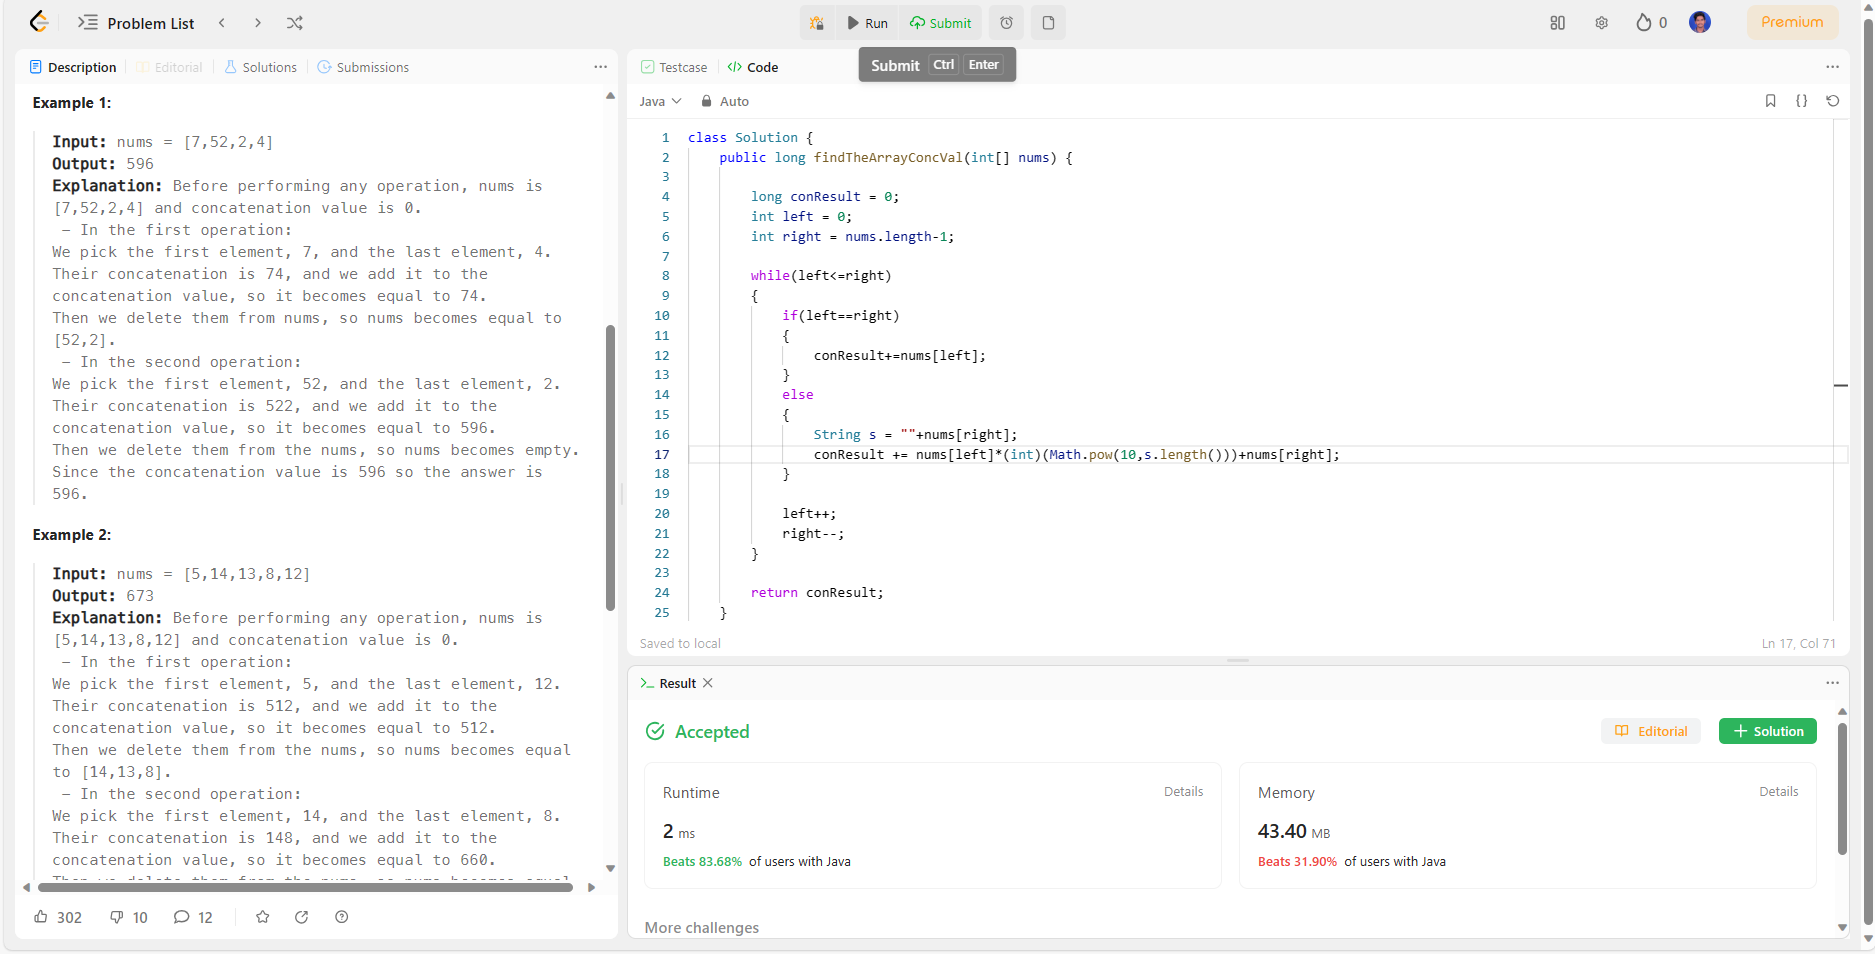 Problem List
Run
Submit
0
Premium
Submit Ctrl Enter
Description
Editorial
Solutions
Submissions
Example 1:
Input: nums = [7,52,2,4]
Output: 596
Explanation: Before performing any operation, nums is
[7,52,2,4] and concatenation value is 0.
– In the first operation:
We pick the first element, 7, and the last element, 4.
Their concatenation is 74, and we add it to the
concatenation value, so it becomes equal to 74.
Then we delete them from nums, so nums becomes equal to
[52,2].
– In the second operation:
We pick the first element, 52, and the last element, 2.
Their concatenation is 522, and we add it to the
concatenation value, so it becomes equal to 596.
Then we delete them from the nums, so nums becomes empty.
Since the concatenation value is 596 so the answer is
596.
Example 2:
Input: nums = [5,14,13,8,12]
Output: 673
Explanation: Before performing any operation, nums is
[5,14,13,8,12] and concatenation value is 0.
– In the first operation:
We pick the first element, 5, and the last element, 12.
Their concatenation is 512, and we add it to the
concatenation value, so it becomes equal to 512.
Then we delete them from the nums, so nums becomes equal
to [14,13,8].
– In the second operation:
We pick the first element, 14, and the last element, 8.
Their concatenation is 148, and we add it to the
concatenation value, so it becomes equal to 660.
Then we delete them from the nums, so nums becomes equal
302
10
12
Testcase
Code
Java
Auto
1 class Solution {
2 public long findTheArrayConcVal(int[] nums) {
3
4 long conResult = 0;
5 int left = 0;
6 int right = nums.length-1;
7
8 while(left<=right)
9 {
10 if(left==right)
11 {
12 conResult+=nums[left];
13 }
14 else
15 {
16 String s = ""+nums[right];
17 conResult += nums[left]*(int)(Math.pow(10,s.length()))+nums[right];
18 }
19
20 left++;
21 right--;
22 }
23
24 return conResult;
25 }
Saved to local
Ln 17, Col 71
Result
Accepted
Editorial
Solution
Runtime
Details
2 ms
Beats 83.68% of users with Java
Memory
Details
43.40 MB
Beats 31.90% of users with Java
More challenges